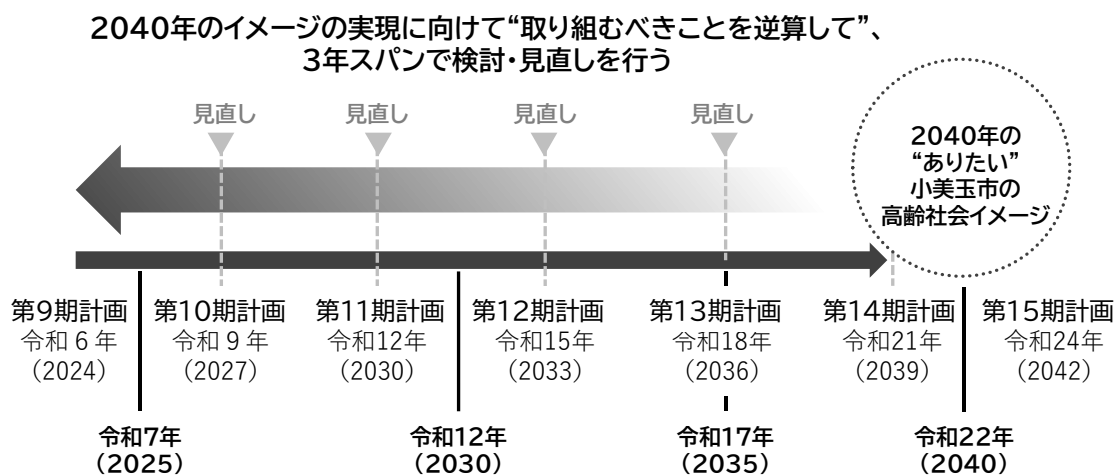 2040年のイメージの実現に向けて“取り組むべきことを逆算して”、
3年スパンで検討・見直しを行う
見直し
見直し
見直し
見直し
2040年の
“ありたい”
小美玉市の
高齢社会イメージ
第9期計画
令和６年
（2024）
第10期計画
令和９年
（2027）
第11期計画
令和12年
（2030）
第12期計画
令和15年
（2033）
第13期計画
令和18年
（2036）
第14期計画
令和21年
（2039）
第15期計画
令和24年
（2042）
令和7年
（2025）
令和12年
（2030）
令和17年
（2035）
令和22年
（2040）